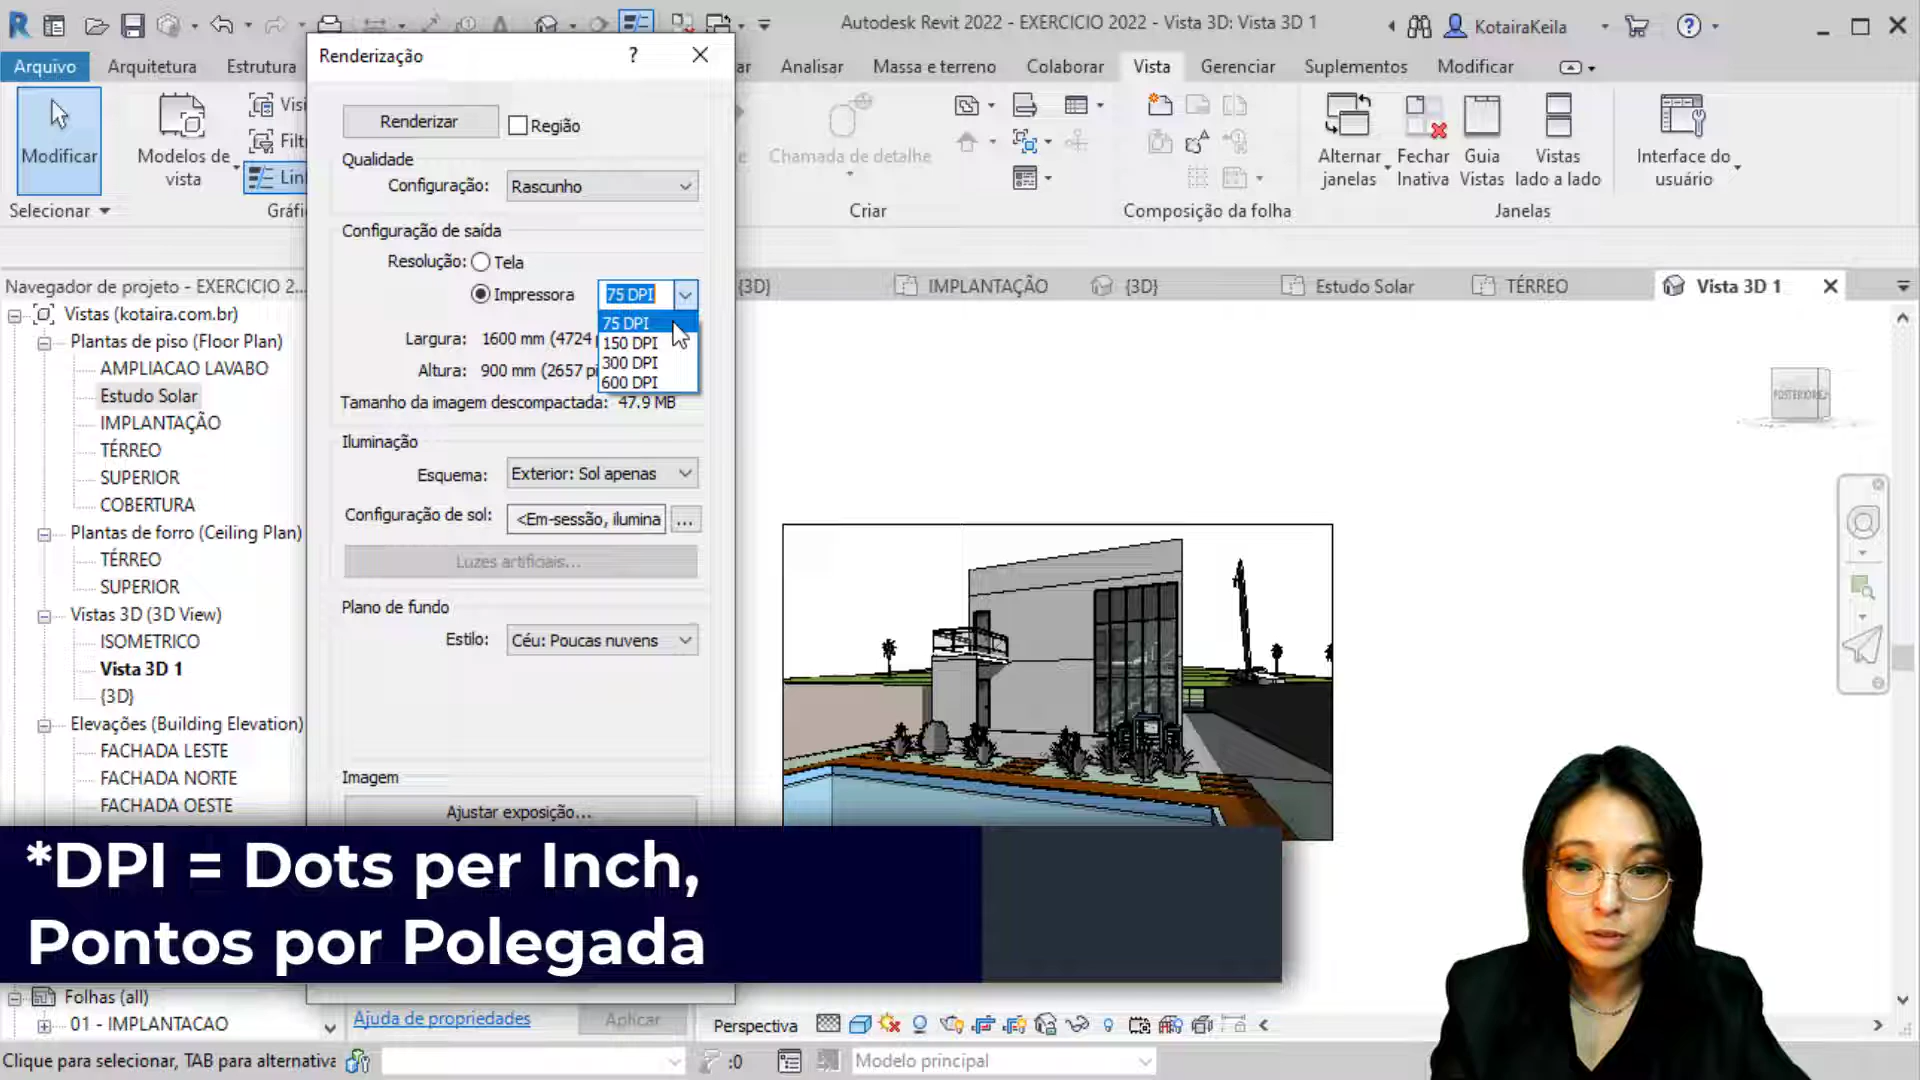 Autodesk Revit 2022 - EXERCICIO 2022 - Vista 3D: Vista 3D 1
KotairaKeila
Arquivo
Arquitetura
Estrutura
Analisar
Massa e terreno
Colaborar
Vista
Gerenciar
Suplementos
Modificar
Modificar
Modelos de vista
Selecionar
Chamada de detalhe
Criar
Composição da folha
Alternar janelas
Fechar Inativa
Guia Vistas
Vistas lado a lado
Interface do usuário
Janelas
Renderização
Renderizar
Região
Qualidade
Configuração: Rascunho
Configuração de saída
Resolução: Tela
Impressora 75 DPI
75 DPI
150 DPI
300 DPI
600 DPI
Largura: 1600 mm (4724
Altura: 900 mm (2657
Tamanho da imagem descompactada: 47.9 MB
Iluminação
Esquema: Exterior: Sol apenas
Configuração de sol: <Em-sessão, ilumina ...
Luzes artificiais...
Plano de fundo
Estilo: Céu: Poucas nuvens
Imagem
Ajustar exposição...
{3D}
IMPLANTAÇÃO
{3D}
Estudo Solar
TÉRREO
Vista 3D 1
Navegador de projeto - EXERCICIO 2...
Vistas (kotaira.com.br)
Plantas de piso (Floor Plan)
AMPLIACAO LAVABO
Estudo Solar
IMPLANTAÇÃO
TÉRREO
SUPERIOR
COBERTURA
Plantas de forro (Ceiling Plan)
TÉRREO
SUPERIOR
Vistas 3D (3D View)
ISOMETRICO
Vista 3D 1
{3D}
Elevações (Building Elevation)
FACHADA LESTE
FACHADA NORTE
FACHADA OESTE
POSTERIOR
*DPI = Dots per Inch,
Pontos por Polegada
Folhas (all)
01 - IMPLANTACAO
Ajuda de propriedades
Aplicar
Perspectiva
Clique para selecionar, TAB para alternativa
:0
Modelo principal